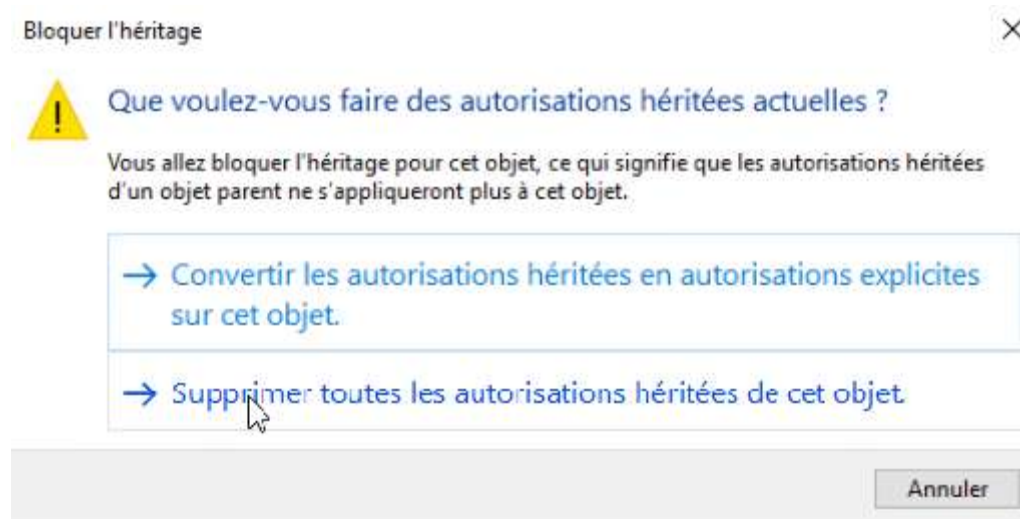 Bloquer l'héritage
Que voulez-vous faire des autorisations héritées actuelles ?
Vous allez bloquer l'héritage pour cet objet, ce qui signifie que les autorisations héritées
d'un objet parent ne s'appliqueront plus à cet objet.
Convertir les autorisations héritées en autorisations explicites
sur cet objet.
Supprimer toutes les autorisations héritées de cet objet.
Annuler